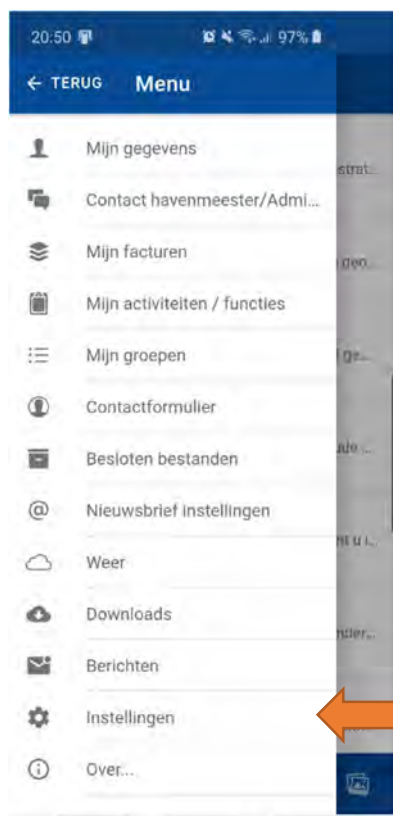 20:50 97%
← TERUG Menu
Mijn gegevens
strat...
Contact havenmeester/Admi...
Mijn facturen
Mijn activiteiten / functies
Mijn groepen
Contactformulier
Besloten bestanden
Nieuwsbrief instellingen
Weer
Downloads
Berichten
Instellingen
Over...